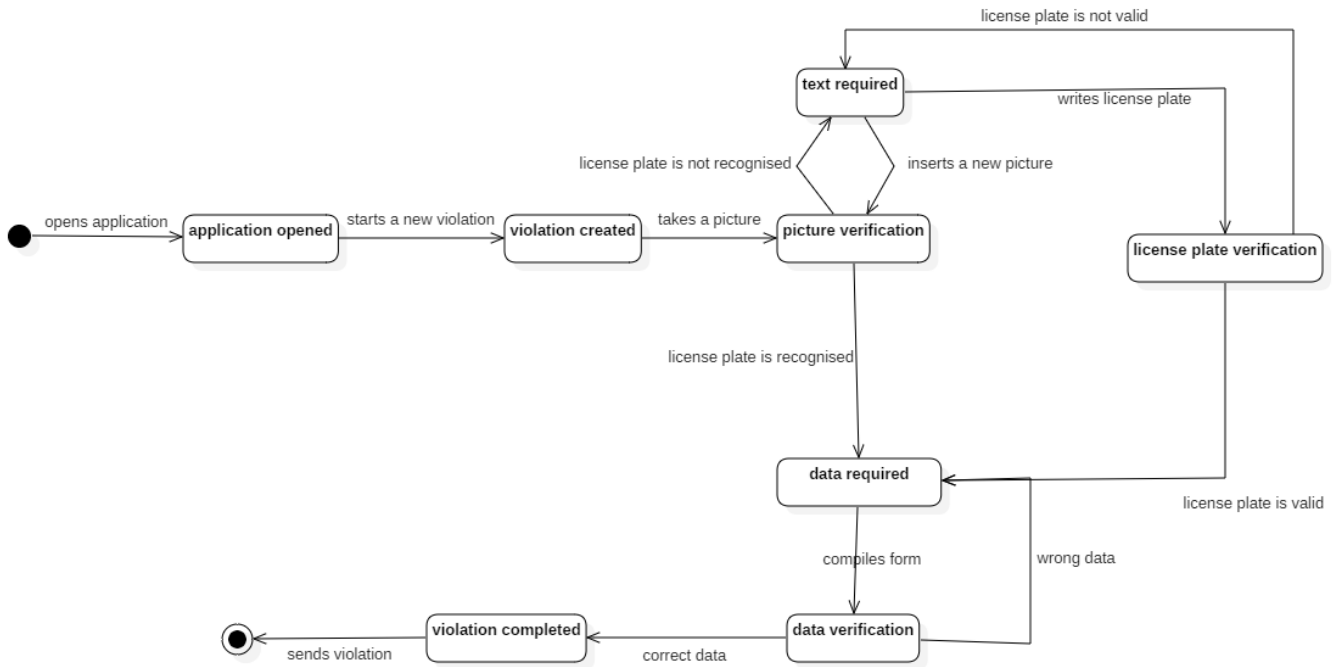 license plate is not valid
text required
writes license plate
license plate is not recognised
inserts a new picture
opens application
application opened
starts a new violation
violation created
takes a picture
picture verification
license plate verification
license plate is recognised
data required
license plate is valid
compiles form
wrong data
data verification
correct data
violation completed
sends violation